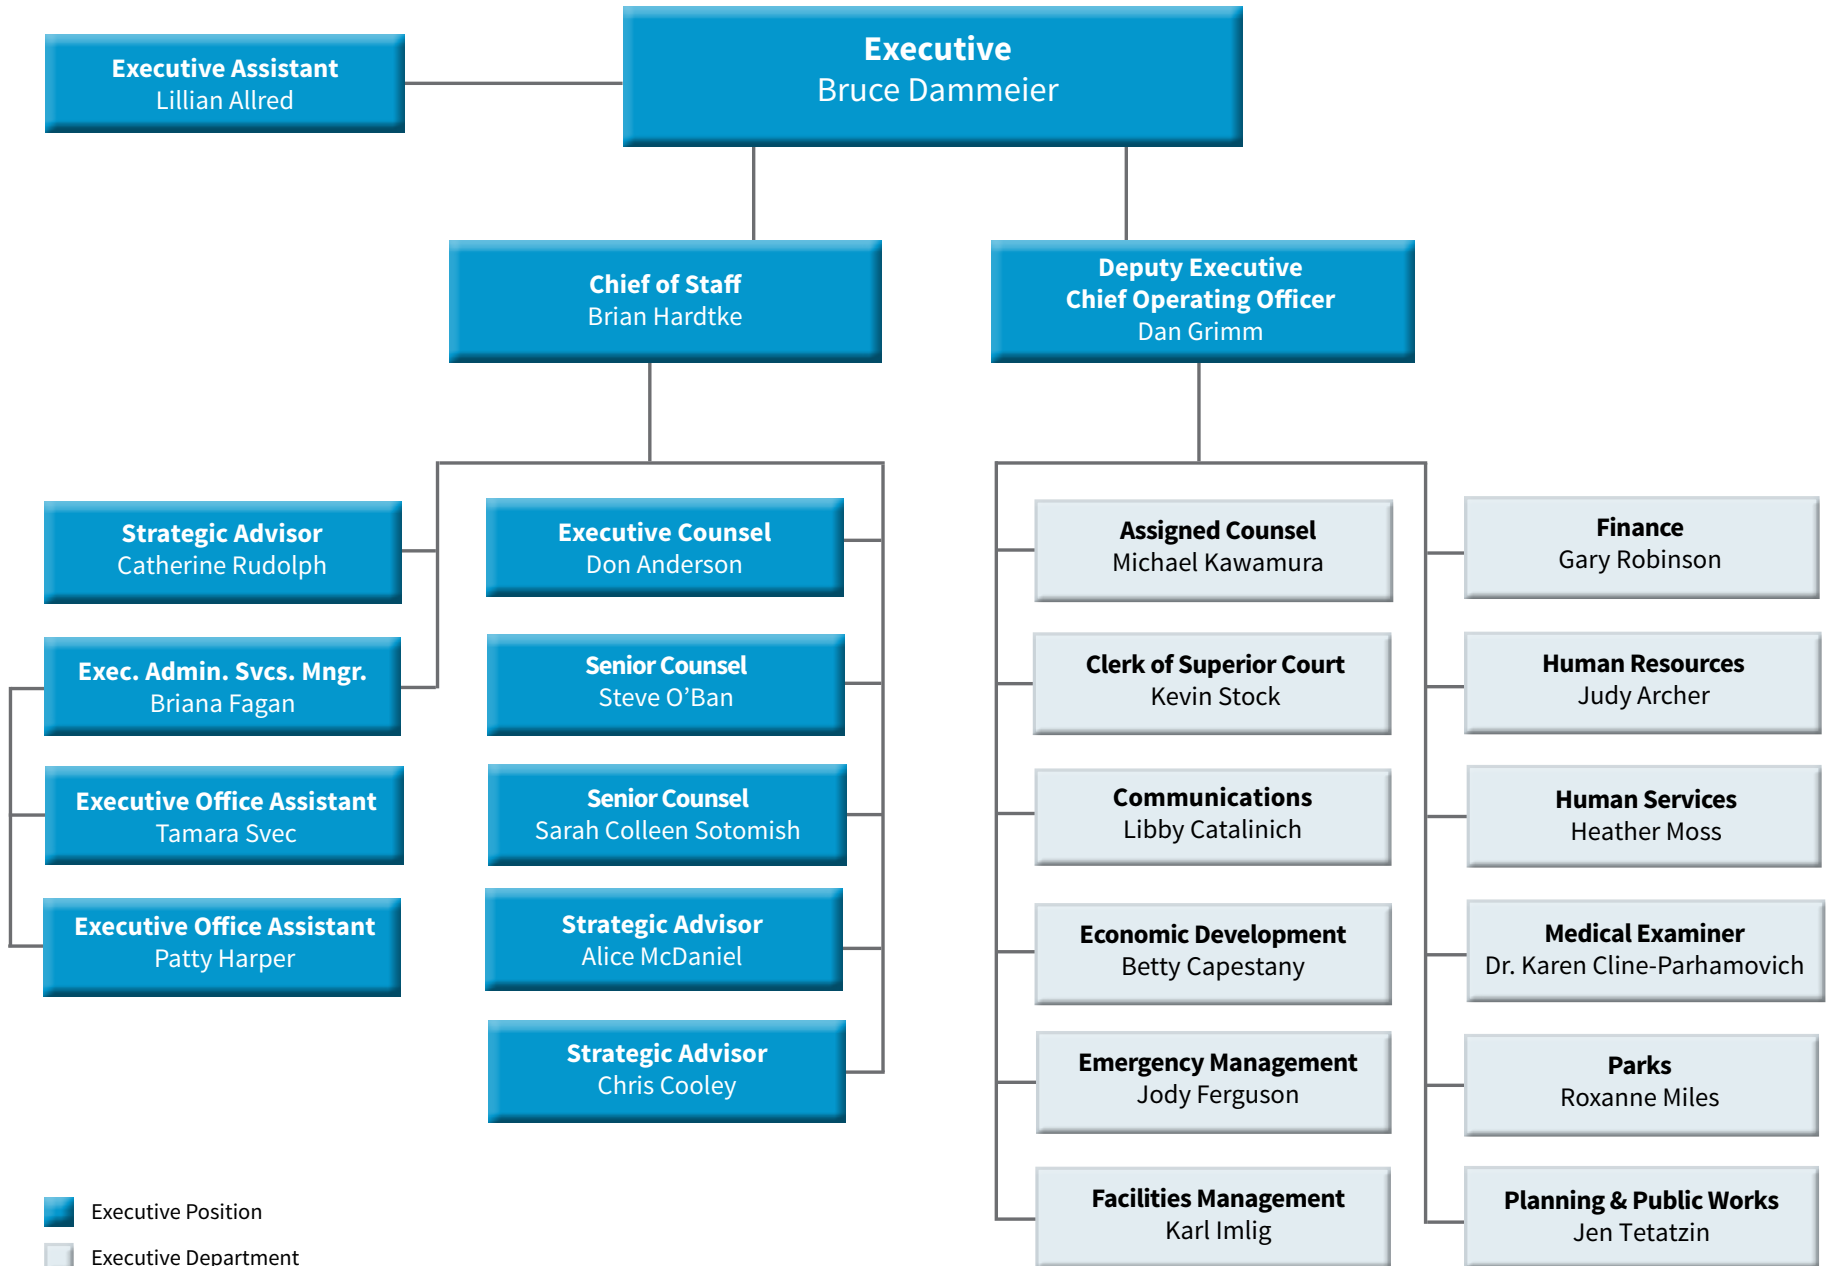 Executive
Bruce Dammeier
Executive Assistant
Lillian Allred
Chief of Staff
Brian Hardtke
Deputy Executive
Chief Operating Officer
Dan Grimm
Strategic Advisor
Catherine Rudolph
Exec. Admin. Svcs. Mngr.
Briana Fagan
Executive Office Assistant
Tamara Svec
Executive Office Assistant
Patty Harper
Executive Counsel
Don Anderson
Senior Counsel
Steve O’Ban
Senior Counsel
Sarah Colleen Sotomish
Strategic Advisor
Alice McDaniel
Strategic Advisor
Chris Cooley
Assigned Counsel
Michael Kawamura
Clerk of Superior Court
Kevin Stock
Communications
Libby Catalinich
Economic Development
Betty Capestany
Emergency Management
Jody Ferguson
Facilities Management
Karl Imlig
Finance
Gary Robinson
Human Resources
Judy Archer
Human Services
Heather Moss
Medical Examiner
Dr. Karen Cline-Parhamovich
Parks
Roxanne Miles
Planning & Public Works
Jen Tetatzin
Executive Position
Executive Department